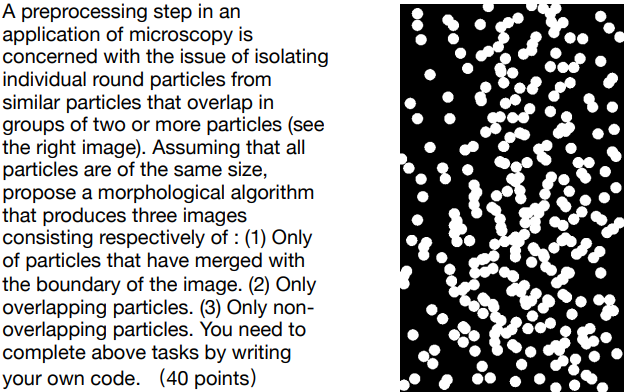 A preprocessing step in an
application of microscopy is
concerned with the issue of isolating
individual round particles from
similar particles that overlap in
groups of two or more particles (see
the right image). Assuming that all
particles are of the same size,
propose a morphological algorithm
that produces three images
consisting respectively of : (1) Only
of particles that have merged with
the boundary of the image. (2) Only
overlapping particles. (3) Only non-
overlapping particles. You need to
complete above tasks by writing
your own code. （40 points）